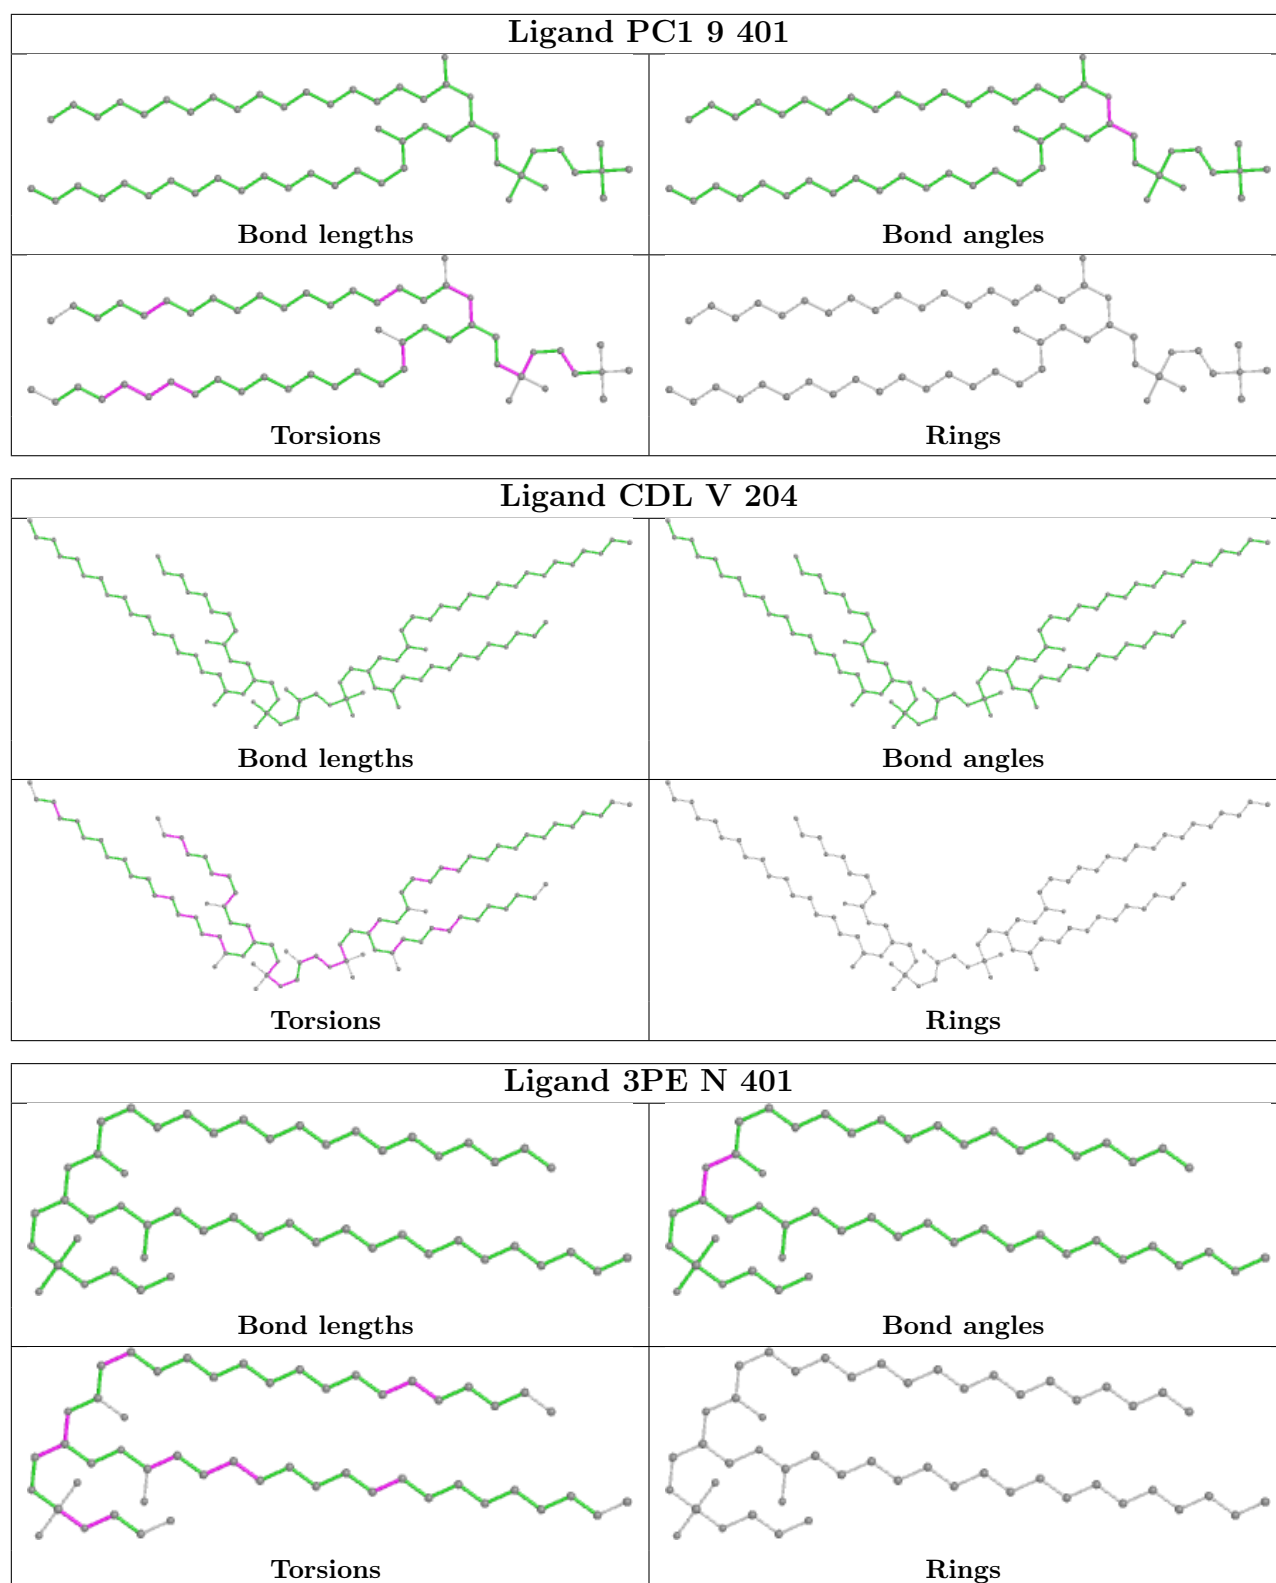 Ligand PC1 9 401
Bond lengths
Bond angles
Torsions
Rings
Ligand CDL V 204
Bond lengths
Bond angles
Torsions
Rings
Ligand 3PE N 401
Bond lengths
Bond angles
Torsions
Rings